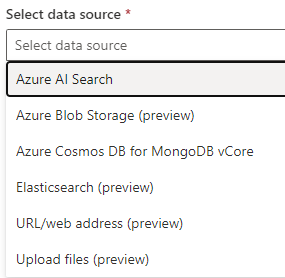 Select data source *
Select data source
Azure AI Search
Azure Blob Storage (preview)
Azure Cosmos DB for MongoDB vCore
Elasticsearch (preview)
URL/web address (preview)
Upload files (preview)